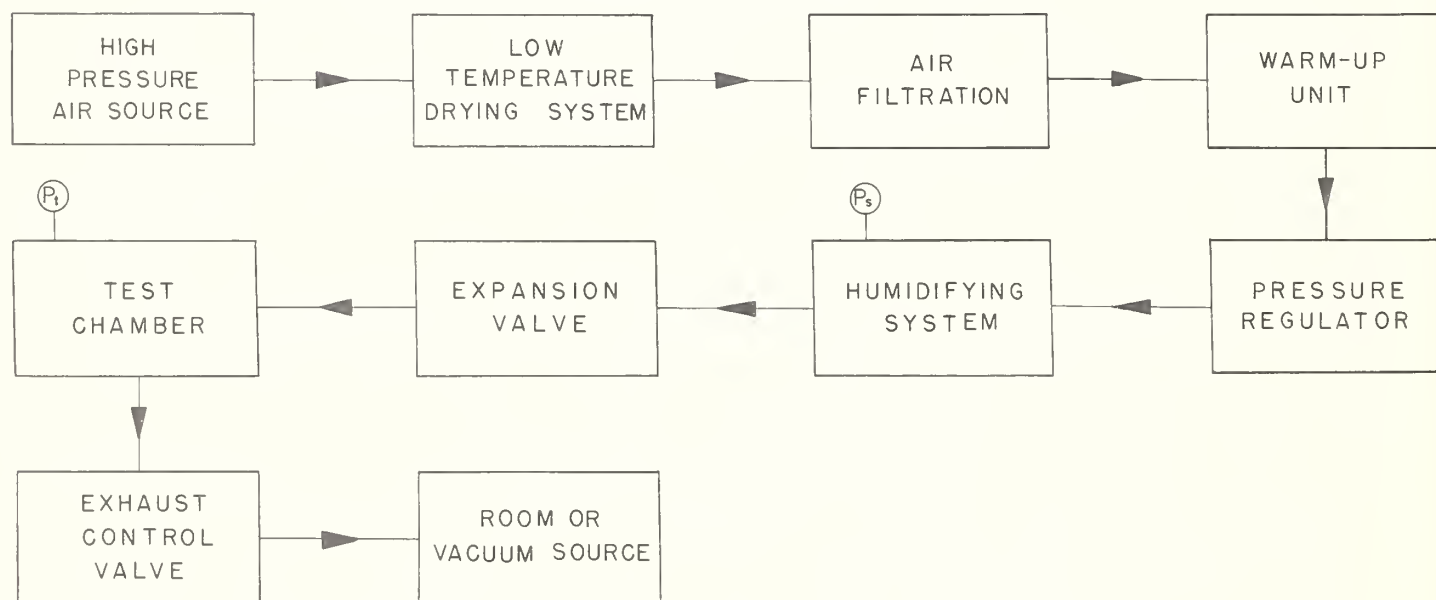 HIGH
PRESSURE
AIR SOURCE
LOW
TEMPERATURE
DRYING SYSTEM
AIR
FILTRATION
WARM-UP
UNIT
Pt
TEST
CHAMBER
EXPANSION
VALVE
Ps
HUMIDIFYING
SYSTEM
PRESSURE
REGULATOR
EXHAUST
CONTROL
VALVE
ROOM OR
VACUUM SOURCE